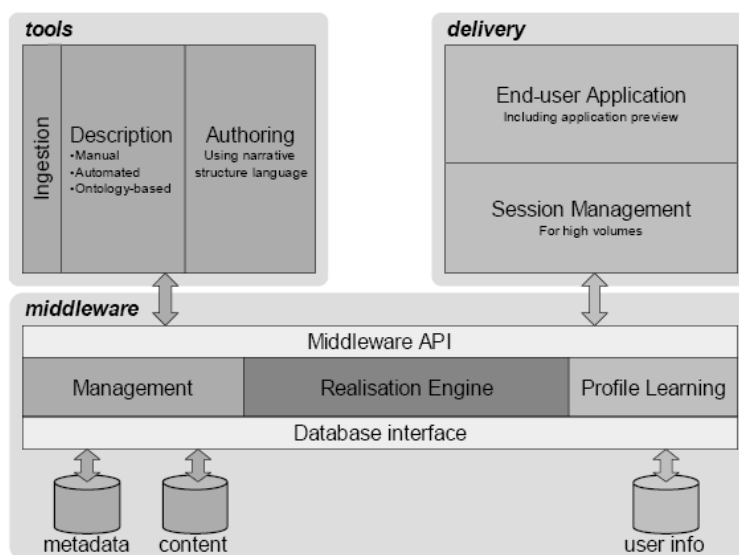 tools
Ingestion
Description
•Manual
•Automated
•Ontology-based
Authoring
Using narrative
structure language
delivery
End-user Application
Including application preview
Session Management
For high volumes
middleware
Middleware API
Management
Realisation Engine
Profile Learning
Database interface
metadata
content
user info